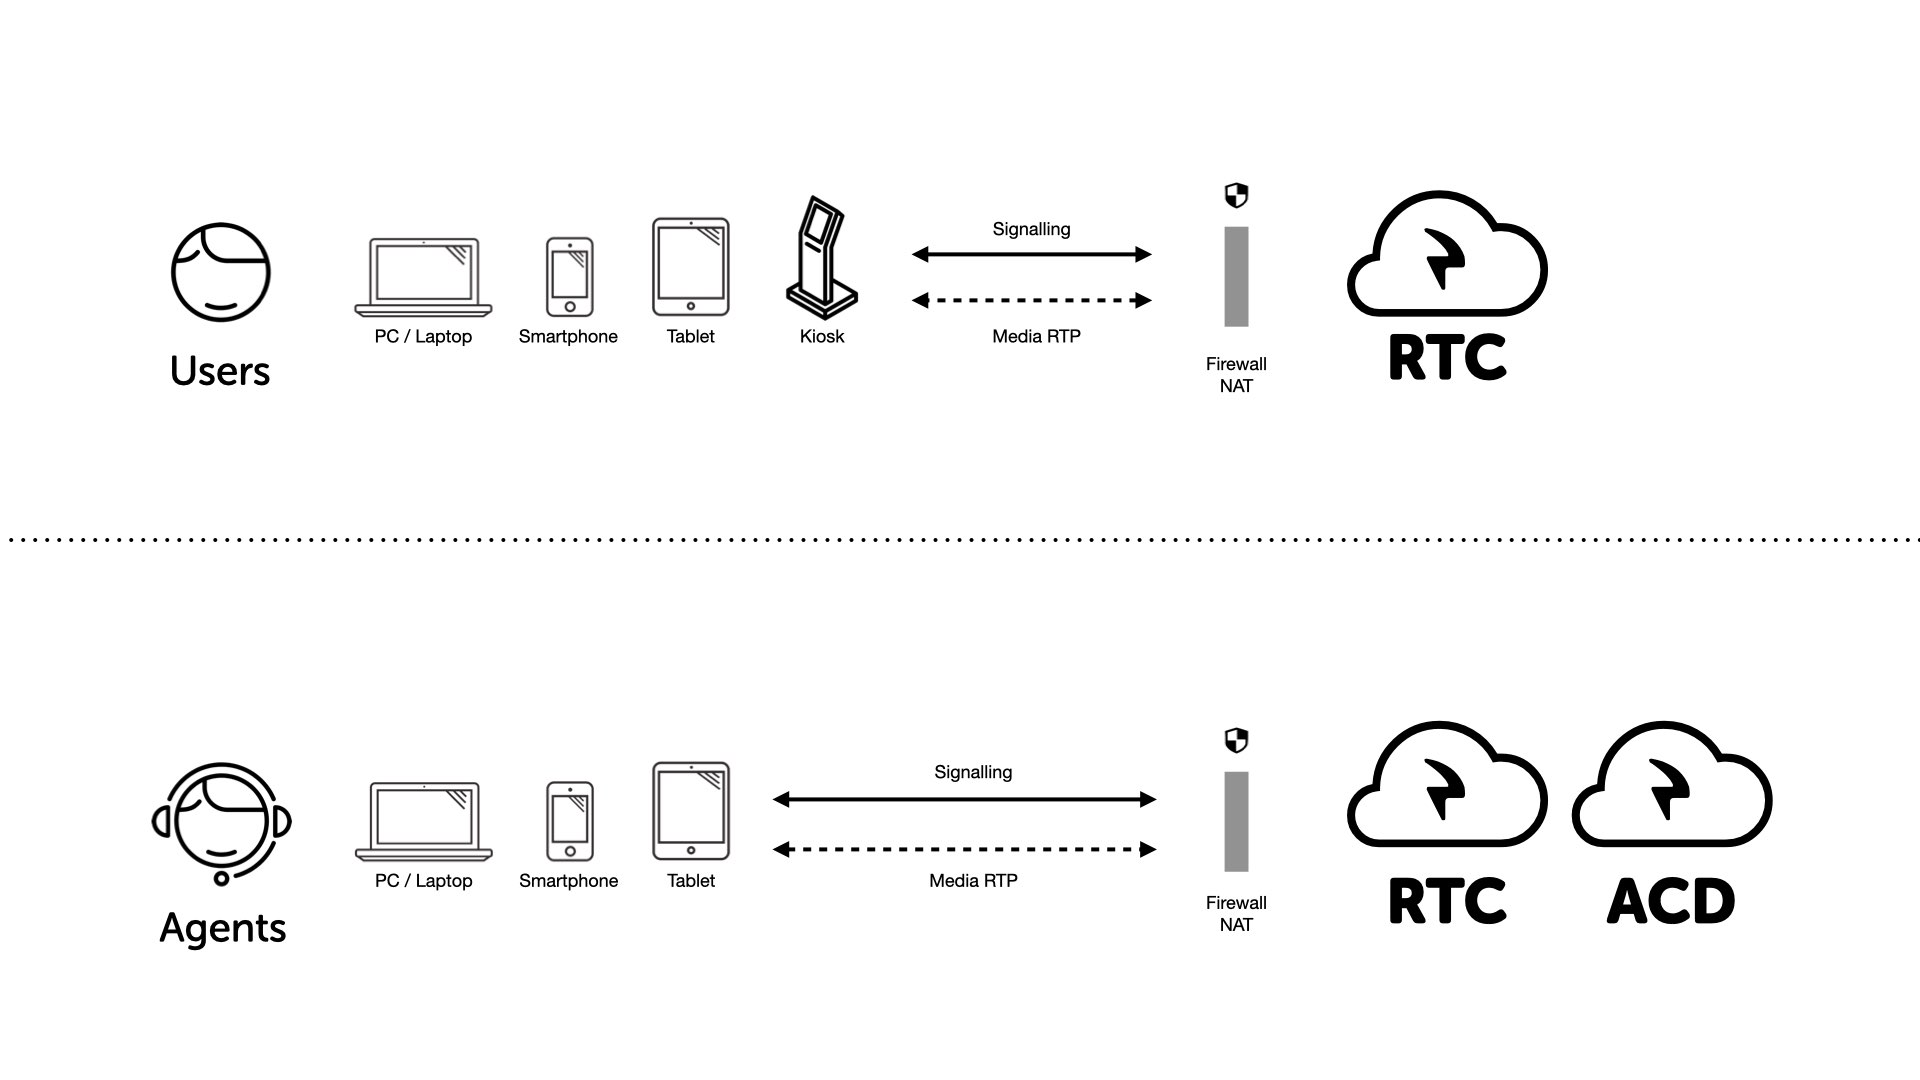 Signalling
PC / Laptop
Smartphone
Tablet
Kiosk
Media RTP
Users
Firewall
NAT
RTC
Signalling
PC / Laptop
Smartphone
Tablet
Media RTP
Agents
Firewall
NAT
RTC
ACD